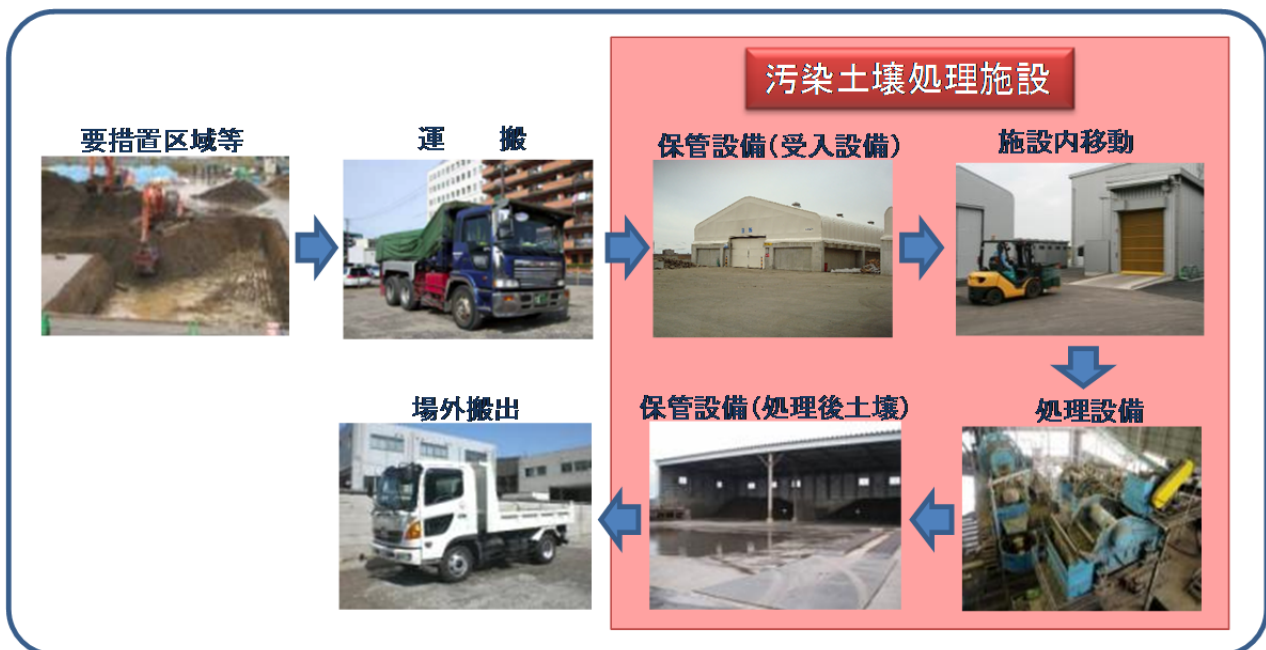 汚染土壌処理施設
要措置区域等
運　　搬
保管設備(受入設備)
施設内移動
処理設備
保管設備(処理後土壌)
場外搬出